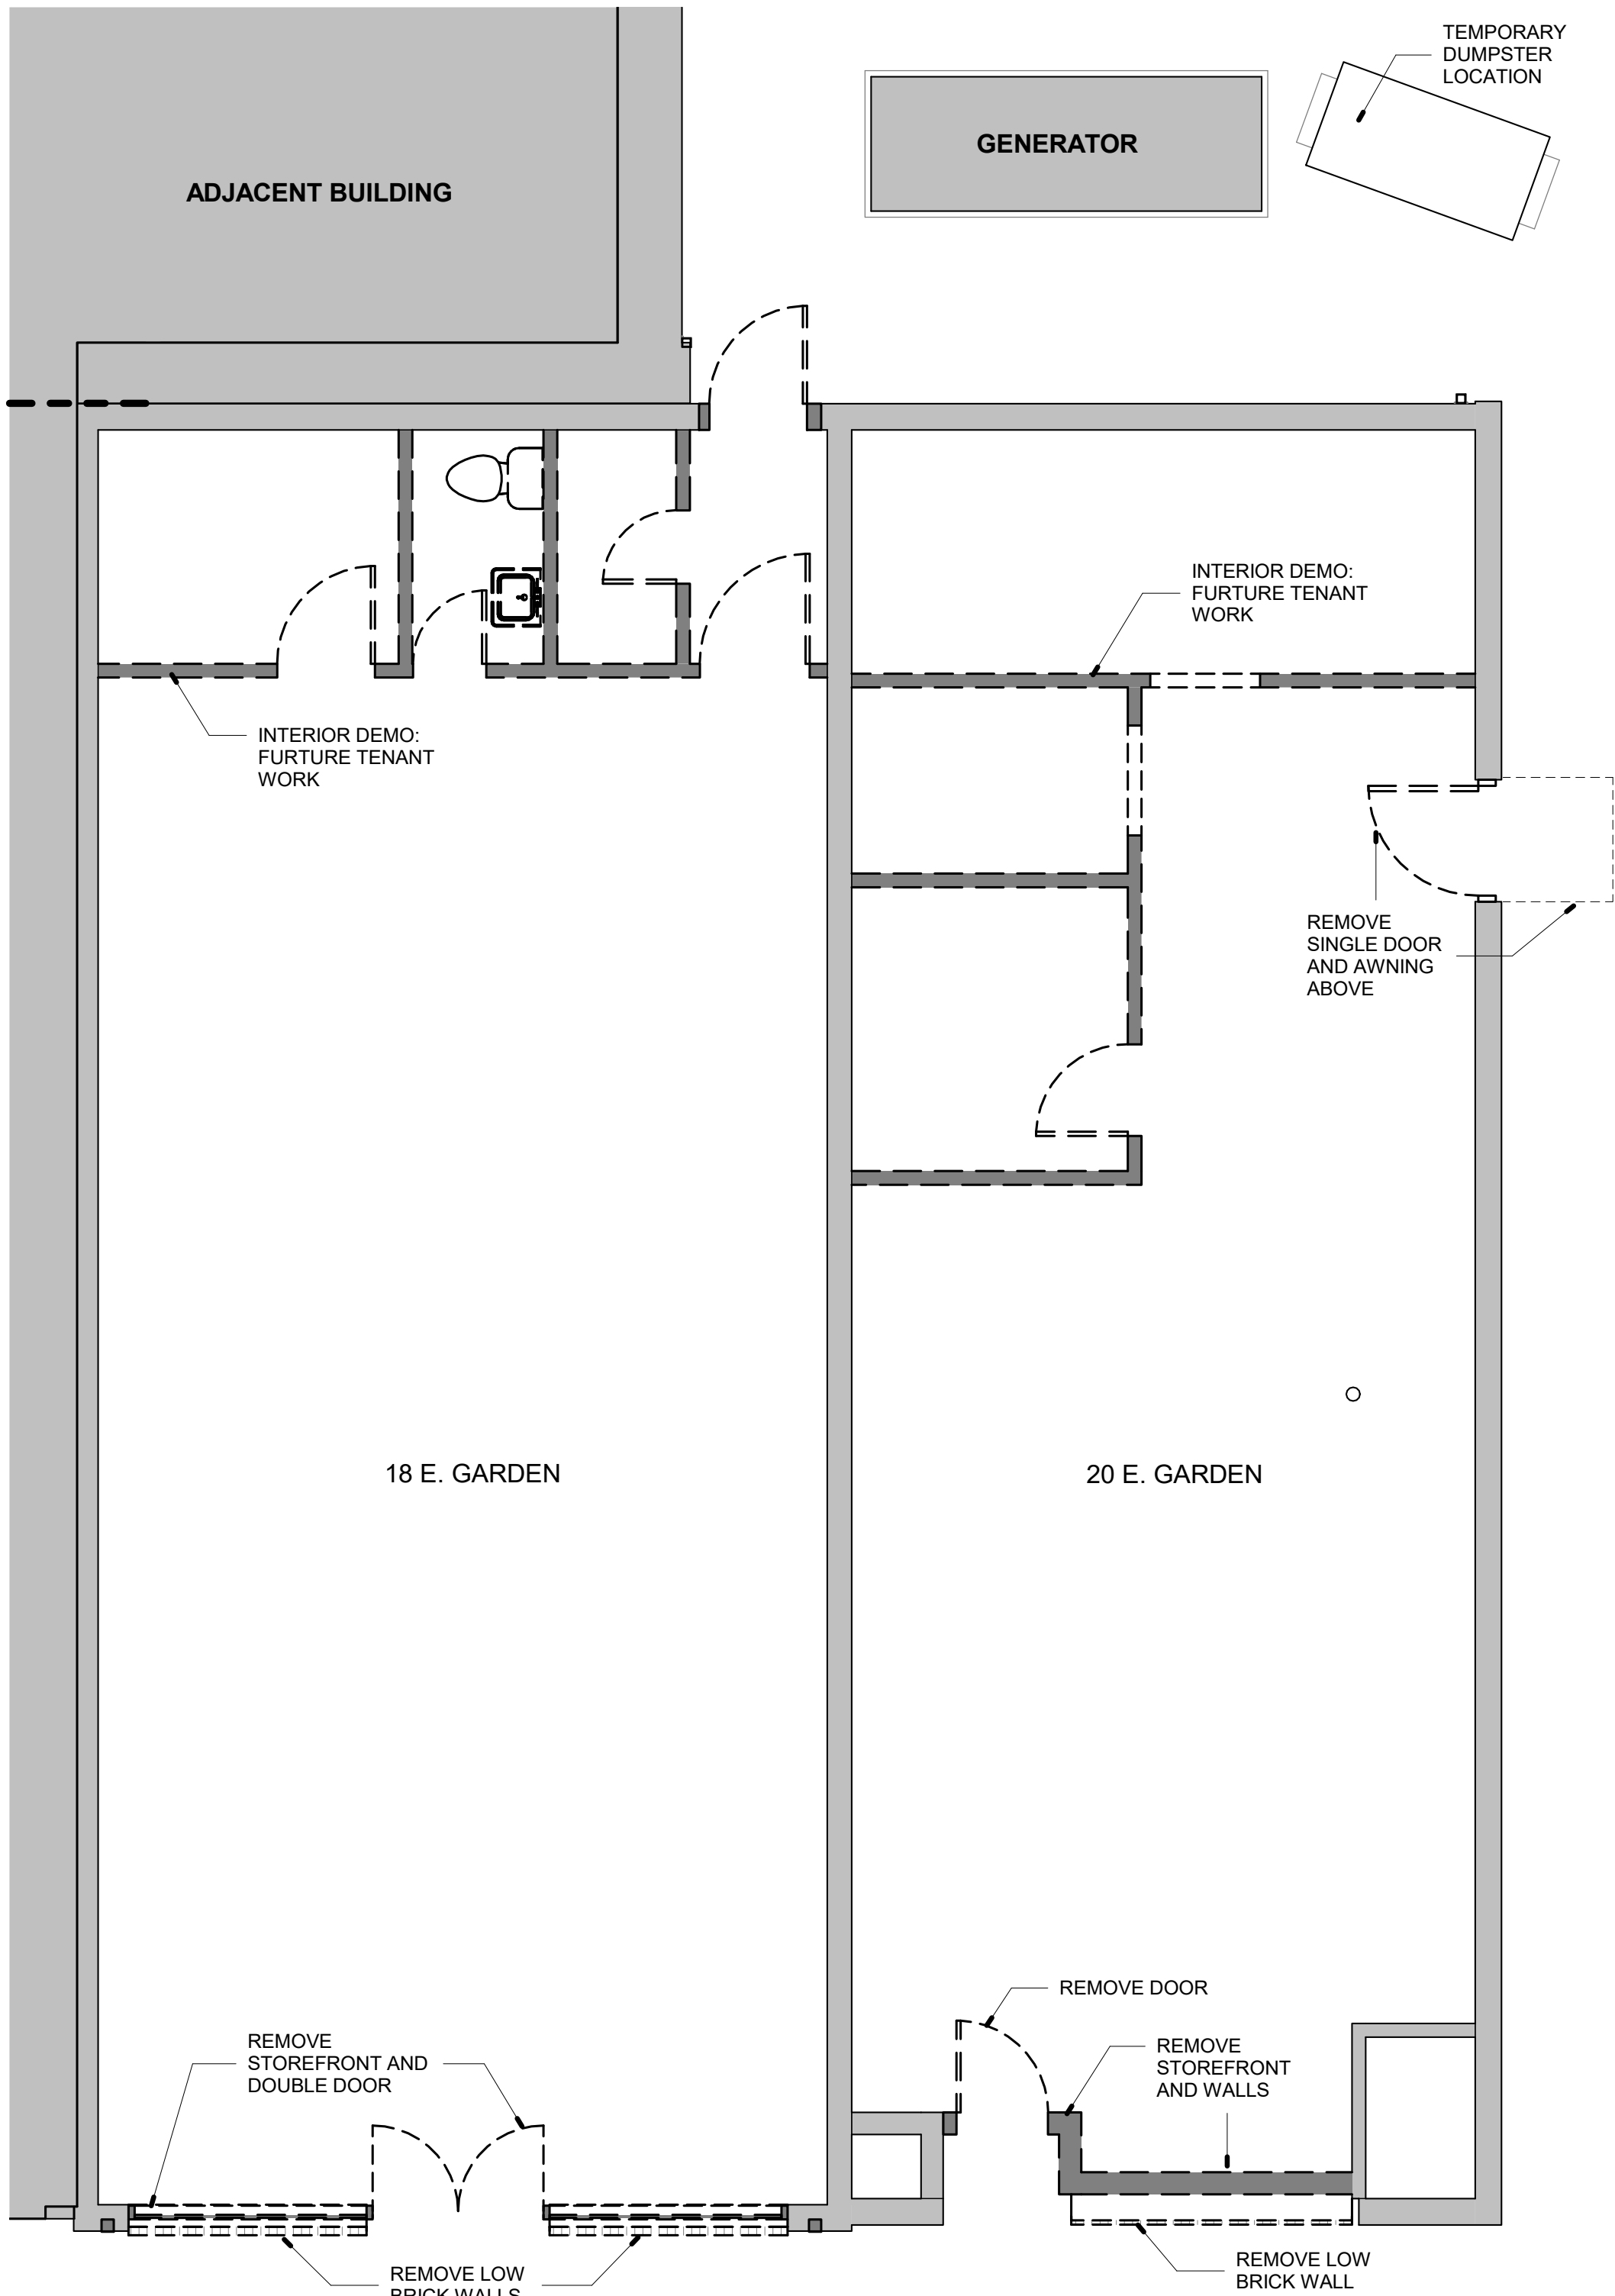 TEMPORARY
DUMPSTER
LOCATION
GENERATOR
ADJACENT BUILDING
INTERIOR DEMO:
FURTURE TENANT
WORK
INTERIOR DEMO:
FURTURE TENANT
WORK
REMOVE
SINGLE DOOR
AND AWNING
ABOVE
18 E. GARDEN
20 E. GARDEN
REMOVE DOOR
REMOVE
STOREFRONT AND
DOUBLE DOOR
REMOVE
STOREFRONT
AND WALLS
REMOVE LOW
BRICK WALLS
REMOVE LOW
BRICK WALL